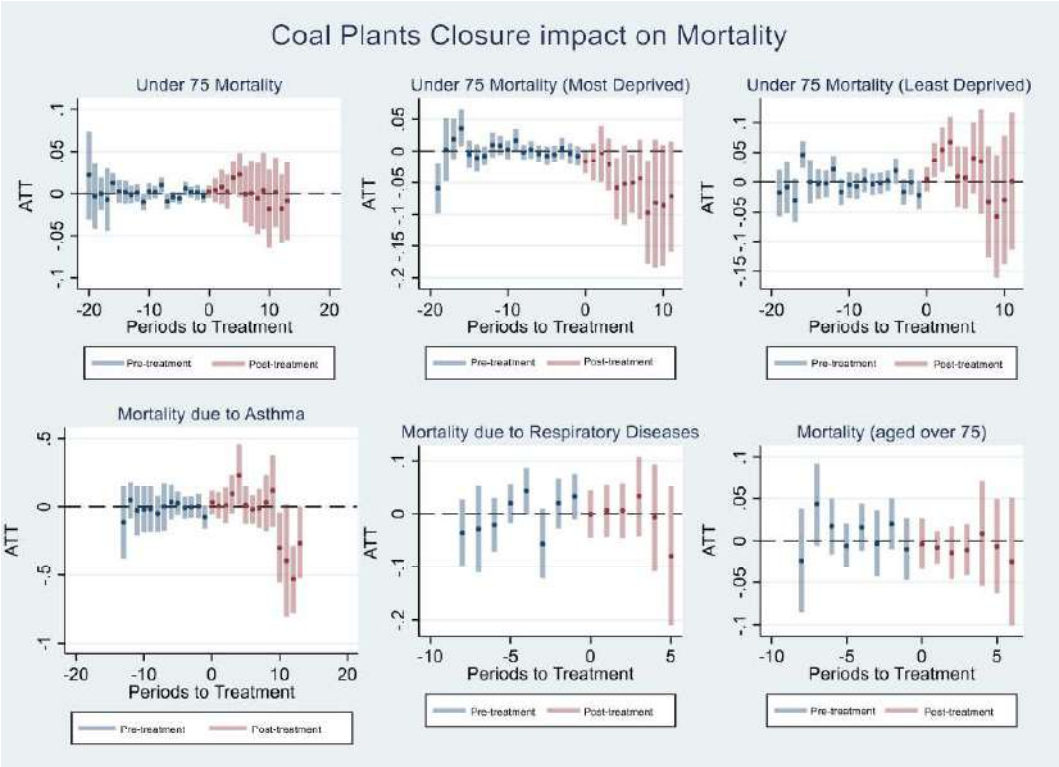 Coal Plants Closure impact on Mortality
Under 75 Mortality
ATT
.1
.05
0
-.05
-.1
-20 -10 0 10 20
Periods to Treatment
Pre-treatment Post-treatment
Under 75 Mortality (Most Deprived)
ATT
.05
0
-.05
-.1
-.15
-.2
-20 -10 0 10
Periods to Treatment
Pre-treatment Post-treatment
Under 75 Mortality (Least Deprived)
ATT
.1
.05
0
-.05
-.1
-.15
-20 -10 0 10
Periods to Treatment
Pre-treatment Post-treatment
Mortality due to Asthma
ATT
.5
0
-.5
-1
-20 -10 0 10 20
Periods to Treatment
Pre-treatment Post-treatment
Mortality due to Respiratory Diseases
ATT
.1
0
-.1
-.2
-10 -5 0 5
Periods to Treatment
Pre-treatment Post-treatment
Mortality (aged over 75)
ATT
.1
.05
0
-.05
-.1
-10 -5 0 5
Periods to Treatment
Pre-treatment Post-treatment